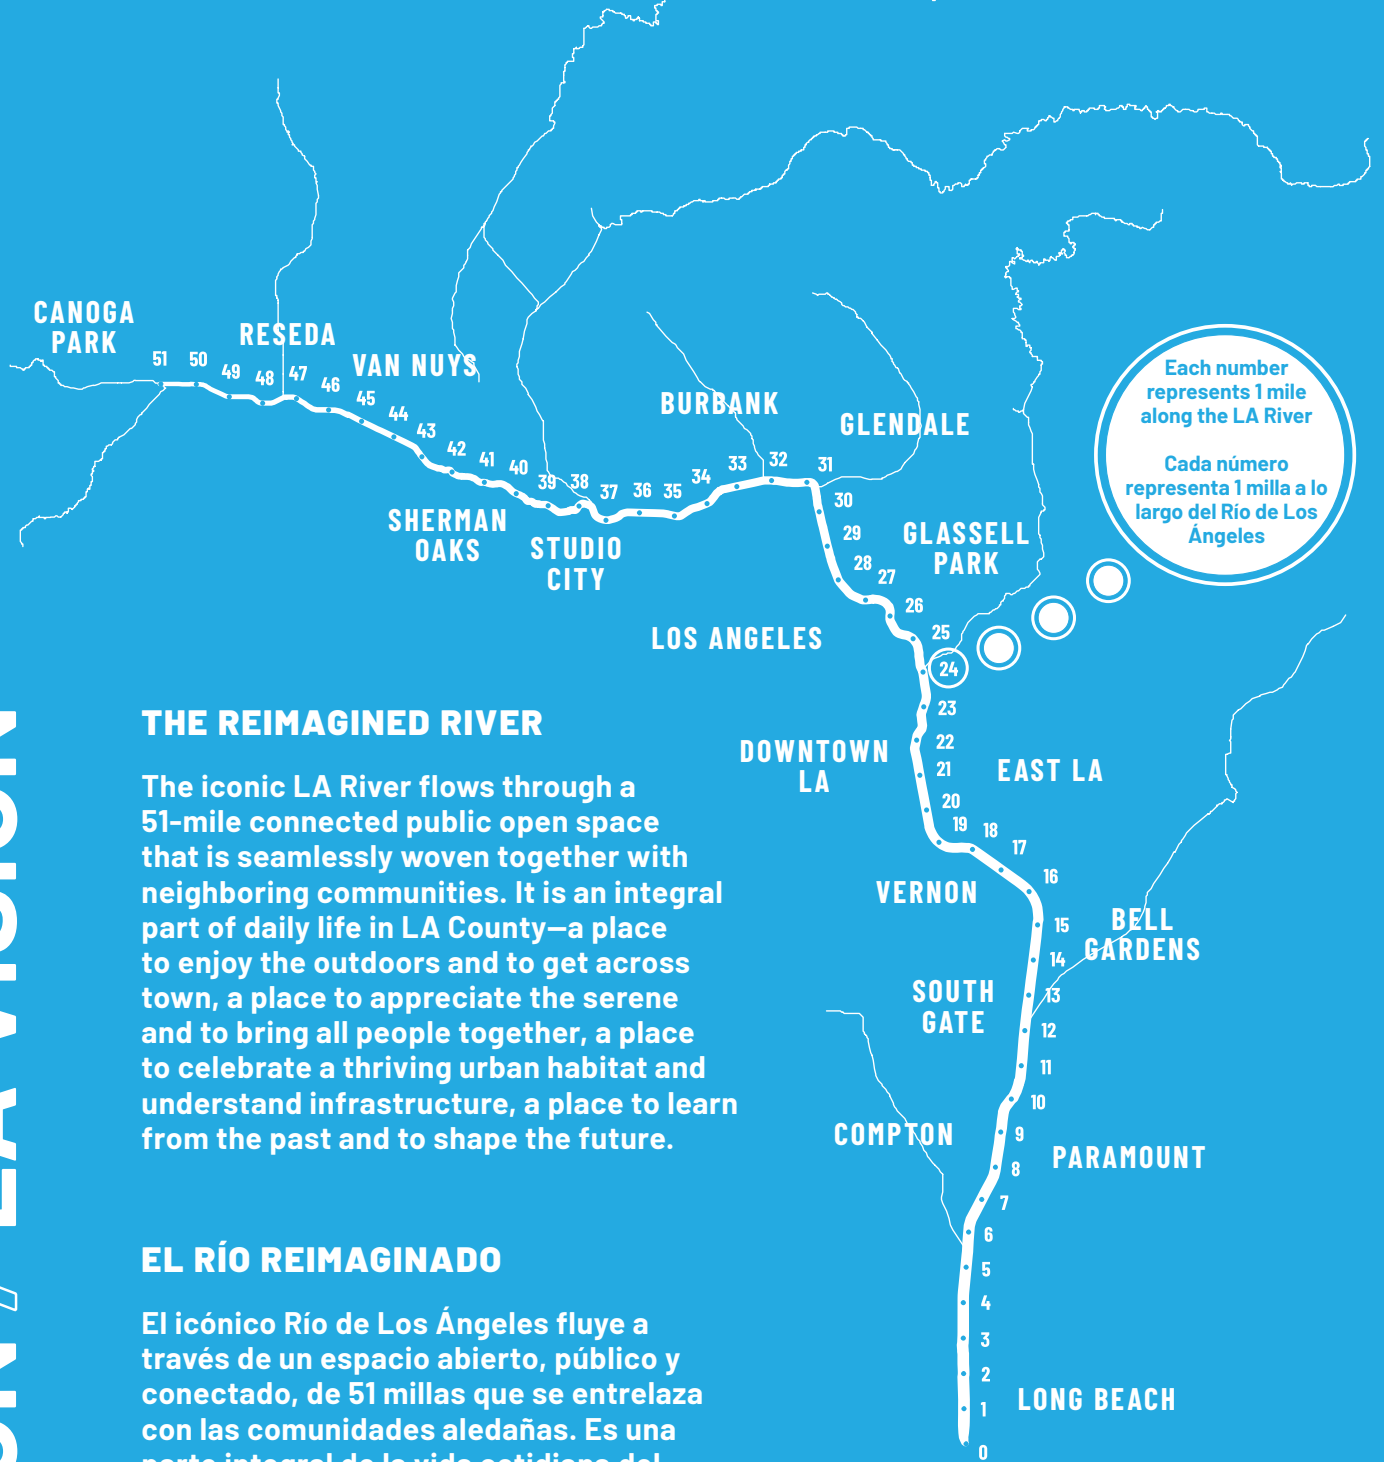 CANOGA
PARK
RESEDA
VAN NUYS
51
50
49
48
47
46
45
44
43
42
41
40
39
38
37
36
35
34
33
32
31
BURBANK
GLENDALE
SHERMAN
OAKS
STUDIO
CITY
30
29
28
27
26
25
24
23
22
21
20
19
18
17
16
15
14
13
12
11
10
9
8
7
6
5
4
3
2
1
0
GLASSELL
PARK
LOS ANGELES
DOWNTOWN
LA
EAST LA
VERNON
BELL
GARDENS
SOUTH
GATE
COMPTON
PARAMOUNT
LONG BEACH
Each number
represents 1 mile
along the LA River
Cada número
representa 1 milla a lo
largo del Río de Los
Ángeles
THE REIMAGINED RIVER
The iconic LA River flows through a
51-mile connected public open space
that is seamlessly woven together with
neighboring communities. It is an integral
part of daily life in LA County—a place
to enjoy the outdoors and to get across
town, a place to appreciate the serene
and to bring all people together, a place
to celebrate a thriving urban habitat and
understand infrastructure, a place to learn
from the past and to shape the future.
EL RÍO REIMAGINADO
El icónico Río de Los Ángeles fluye a
través de un espacio abierto, público y
conectado, de 51 millas que se entrelaza
con las comunidades aledañas. Es una
parte integral de la vida cotidiana del